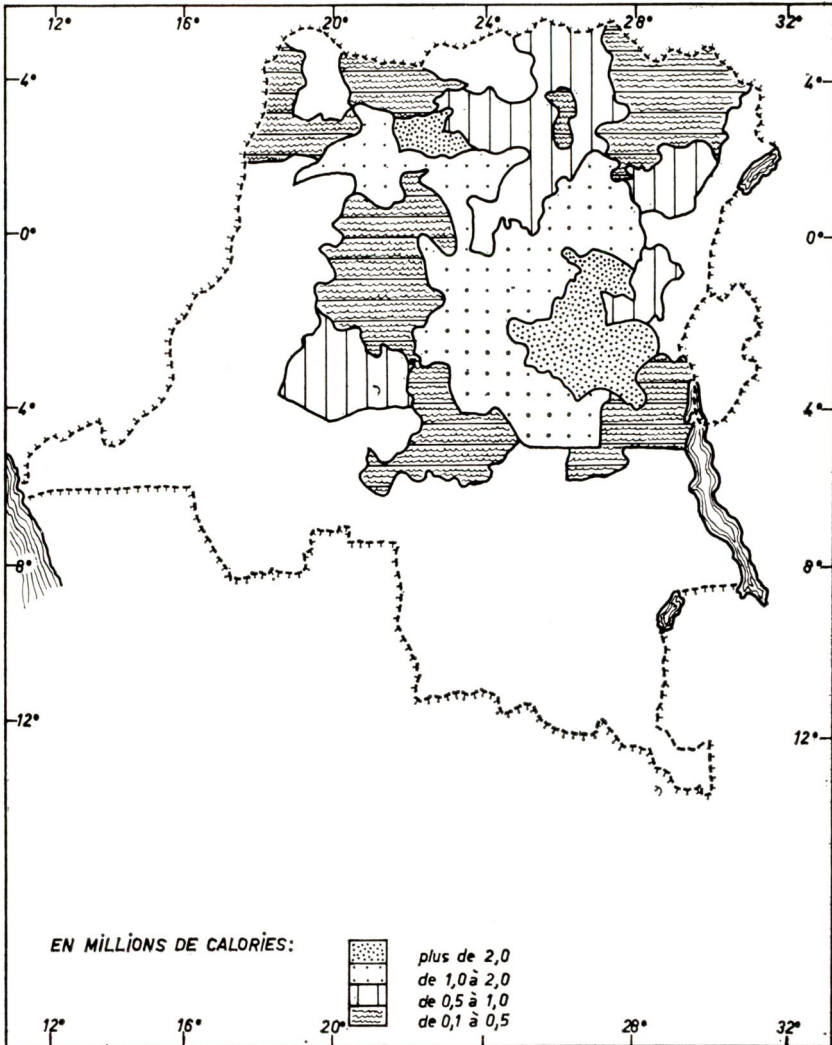 12° 16° 20° 24° 28° 32°
4° 4°
0° 0°
4° 4°
8° 8°
12° 12°
EN MILLIONS DE CALORIES:
plus de 2,0
de 1,0 à 2,0
de 0,5 à 1,0
de 0,1 à 0,5
12° 16° 20° 28° 32°